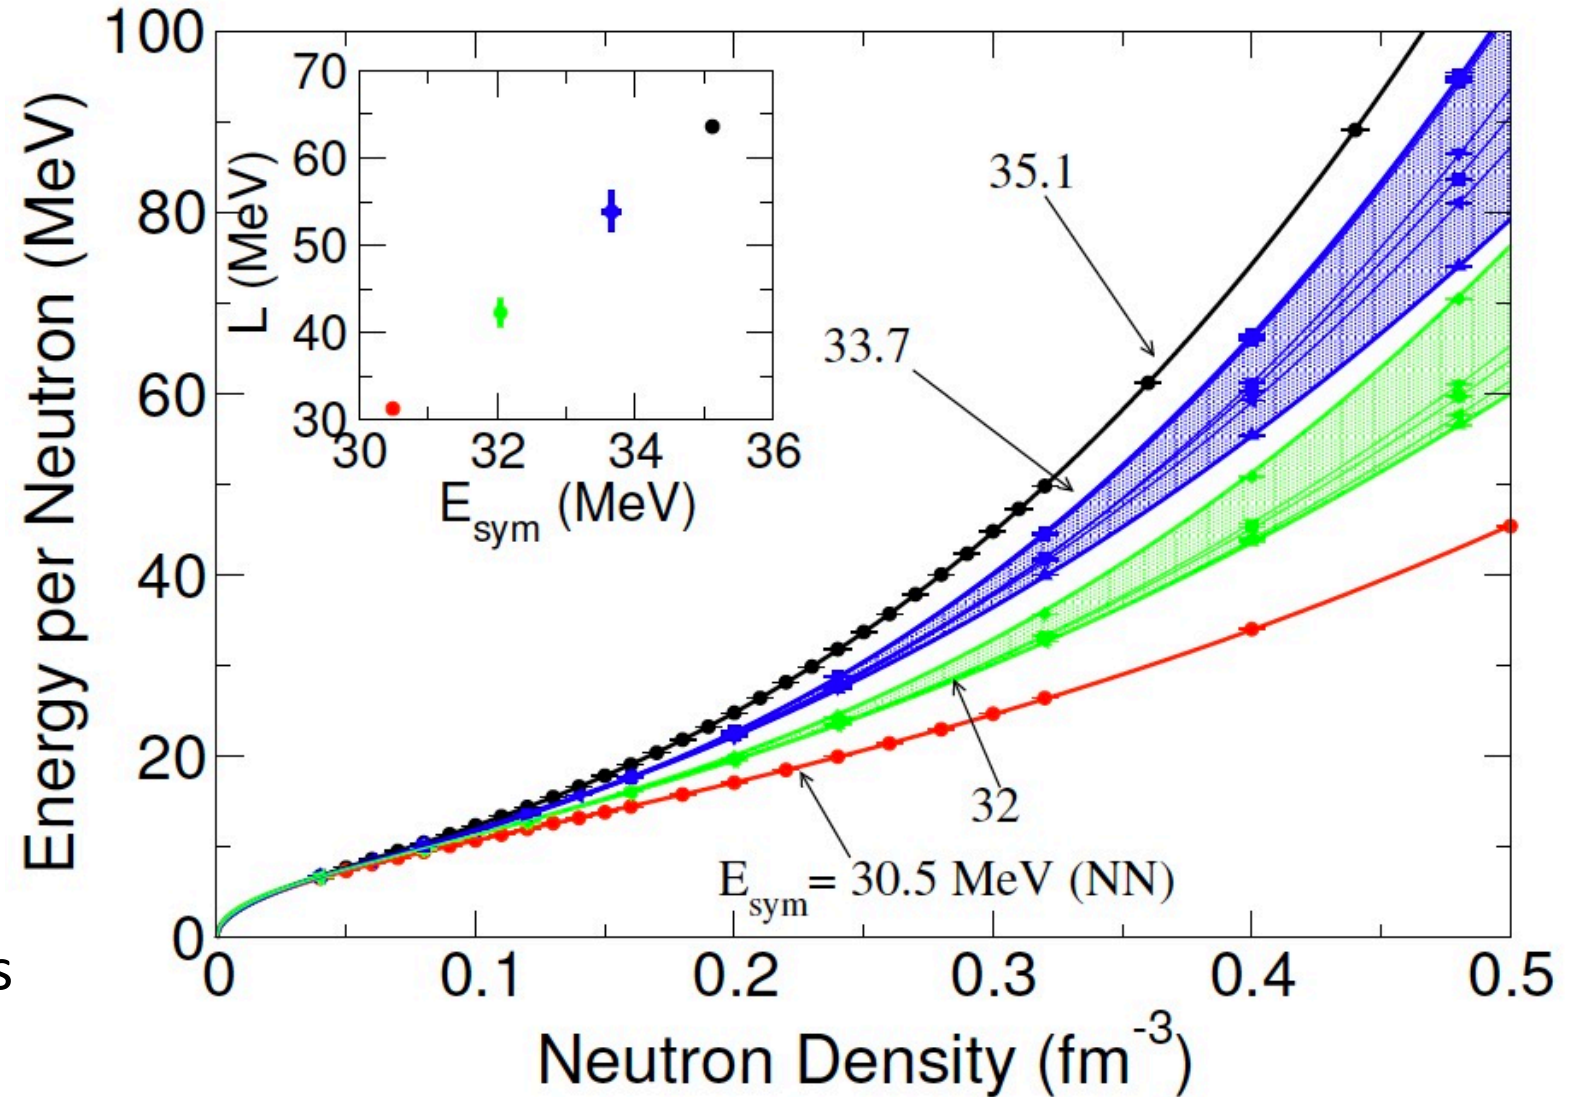 100
80
60
40
20
0
Energy per Neutron (MeV)
70
60
50
40
30
L (MeV)
30 32 34 36
E_sym (MeV)
35.1
33.7
32
E_sym= 30.5 MeV (NN)
s
0 0.1 0.2 0.3 0.4 0.5
Neutron Density (fm^-3)